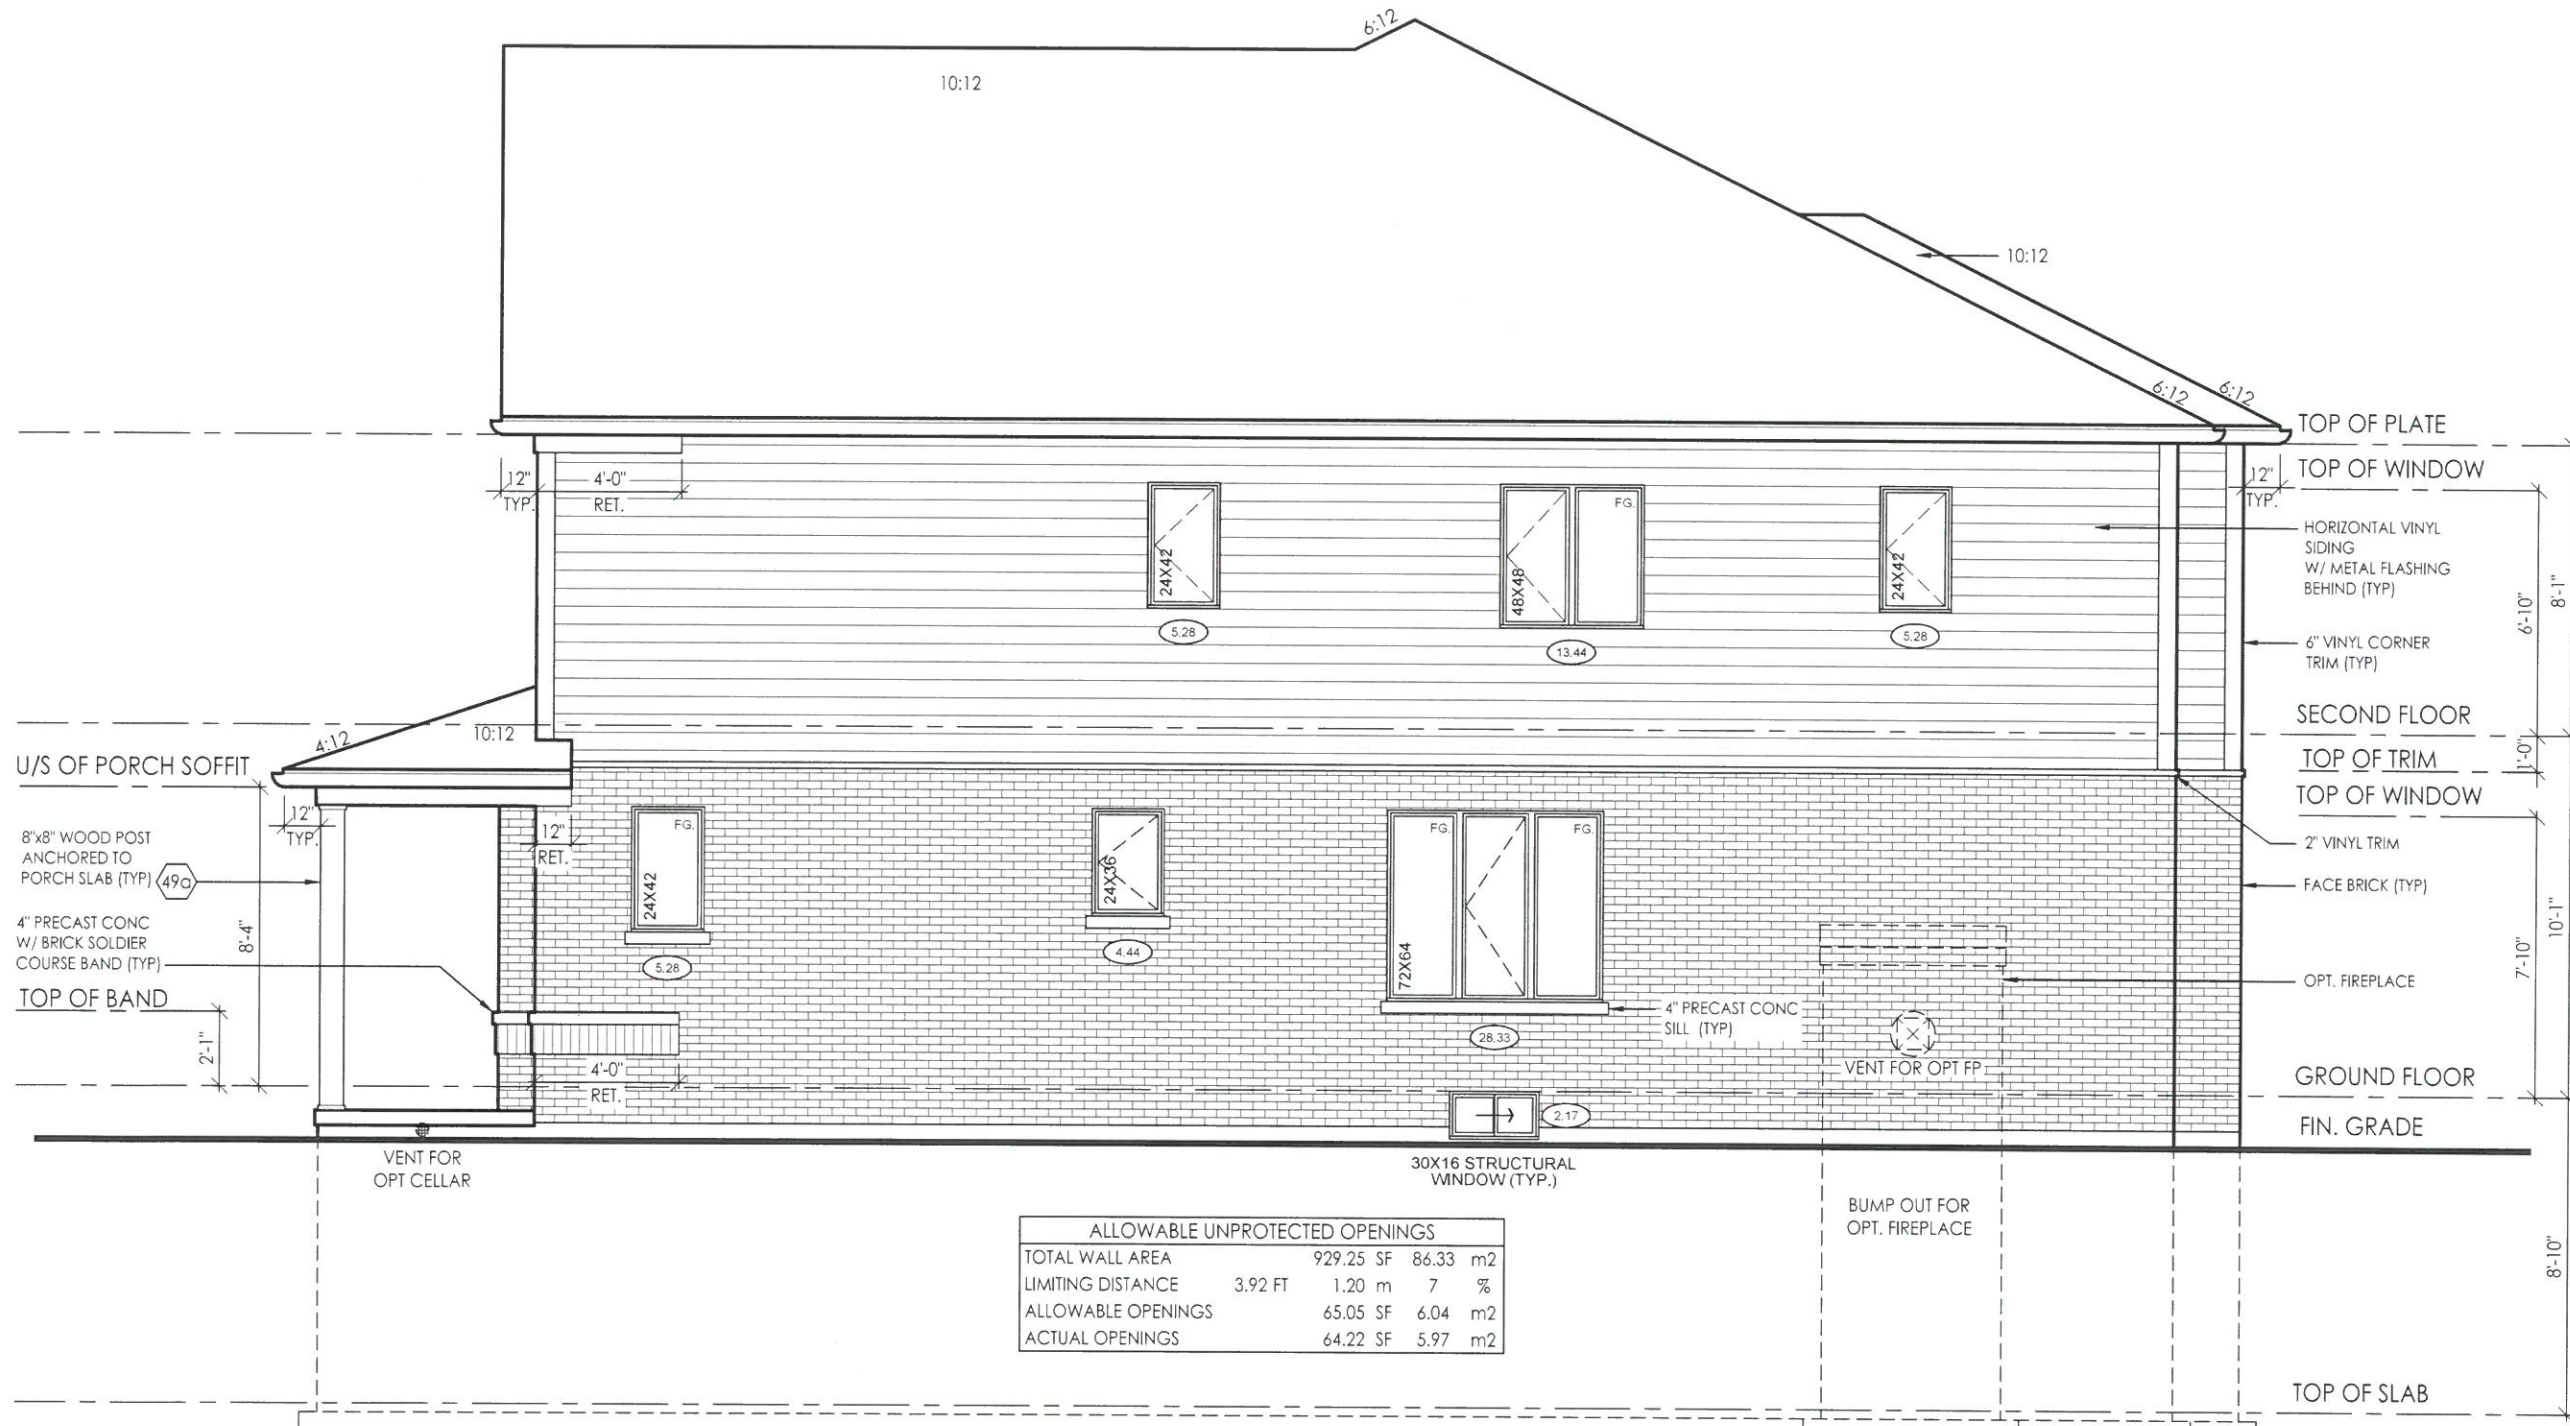 6:12
10:12
10:12
6:12
6:12
TOP OF PLATE
12"
TYP.
4'-0"
RET.
12"
TYP.
TOP OF WINDOW
FG.
24X42
48X48
24X42
5.28
13.44
5.28
HORIZONTAL VINYL
SIDING
W/ METAL FLASHING
BEHIND (TYP)
6" VINYL CORNER
TRIM (TYP)
6'-10"
8'-1"
SECOND FLOOR
1'-0"
TOP OF TRIM
TOP OF WINDOW
4:12
10:12
U/S OF PORCH SOFFIT
12"
TYP.
12"
RET.
8"x8" WOOD POST
ANCHORED TO
PORCH SLAB (TYP)
49a
4" PRECAST CONC
W/ BRICK SOLDIER
COURSE BAND (TYP)
8'-4"
TOP OF BAND
2'-1"
FG.
24X42
5.28
24X36
4.44
FG.
FG.
72X64
28.33
4" PRECAST CONC
SILL (TYP)
2" VINYL TRIM
FACE BRICK (TYP)
10'-1"
7'-10"
OPT. FIREPLACE
VENT FOR OPT FP
4'-0"
RET.
GROUND FLOOR
2.17
FIN. GRADE
VENT FOR
OPT CELLAR
30X16 STRUCTURAL
WINDOW (TYP.)
BUMP OUT FOR
OPT. FIREPLACE
8'-10"
ALLOWABLE UNPROTECTED OPENINGS
TOTAL WALL AREA 929.25 SF 86.33 m2
LIMITING DISTANCE 3.92 FT 1.20 m 7 %
ALLOWABLE OPENINGS 65.05 SF 6.04 m2
ACTUAL OPENINGS 64.22 SF 5.97 m2
TOP OF SLAB